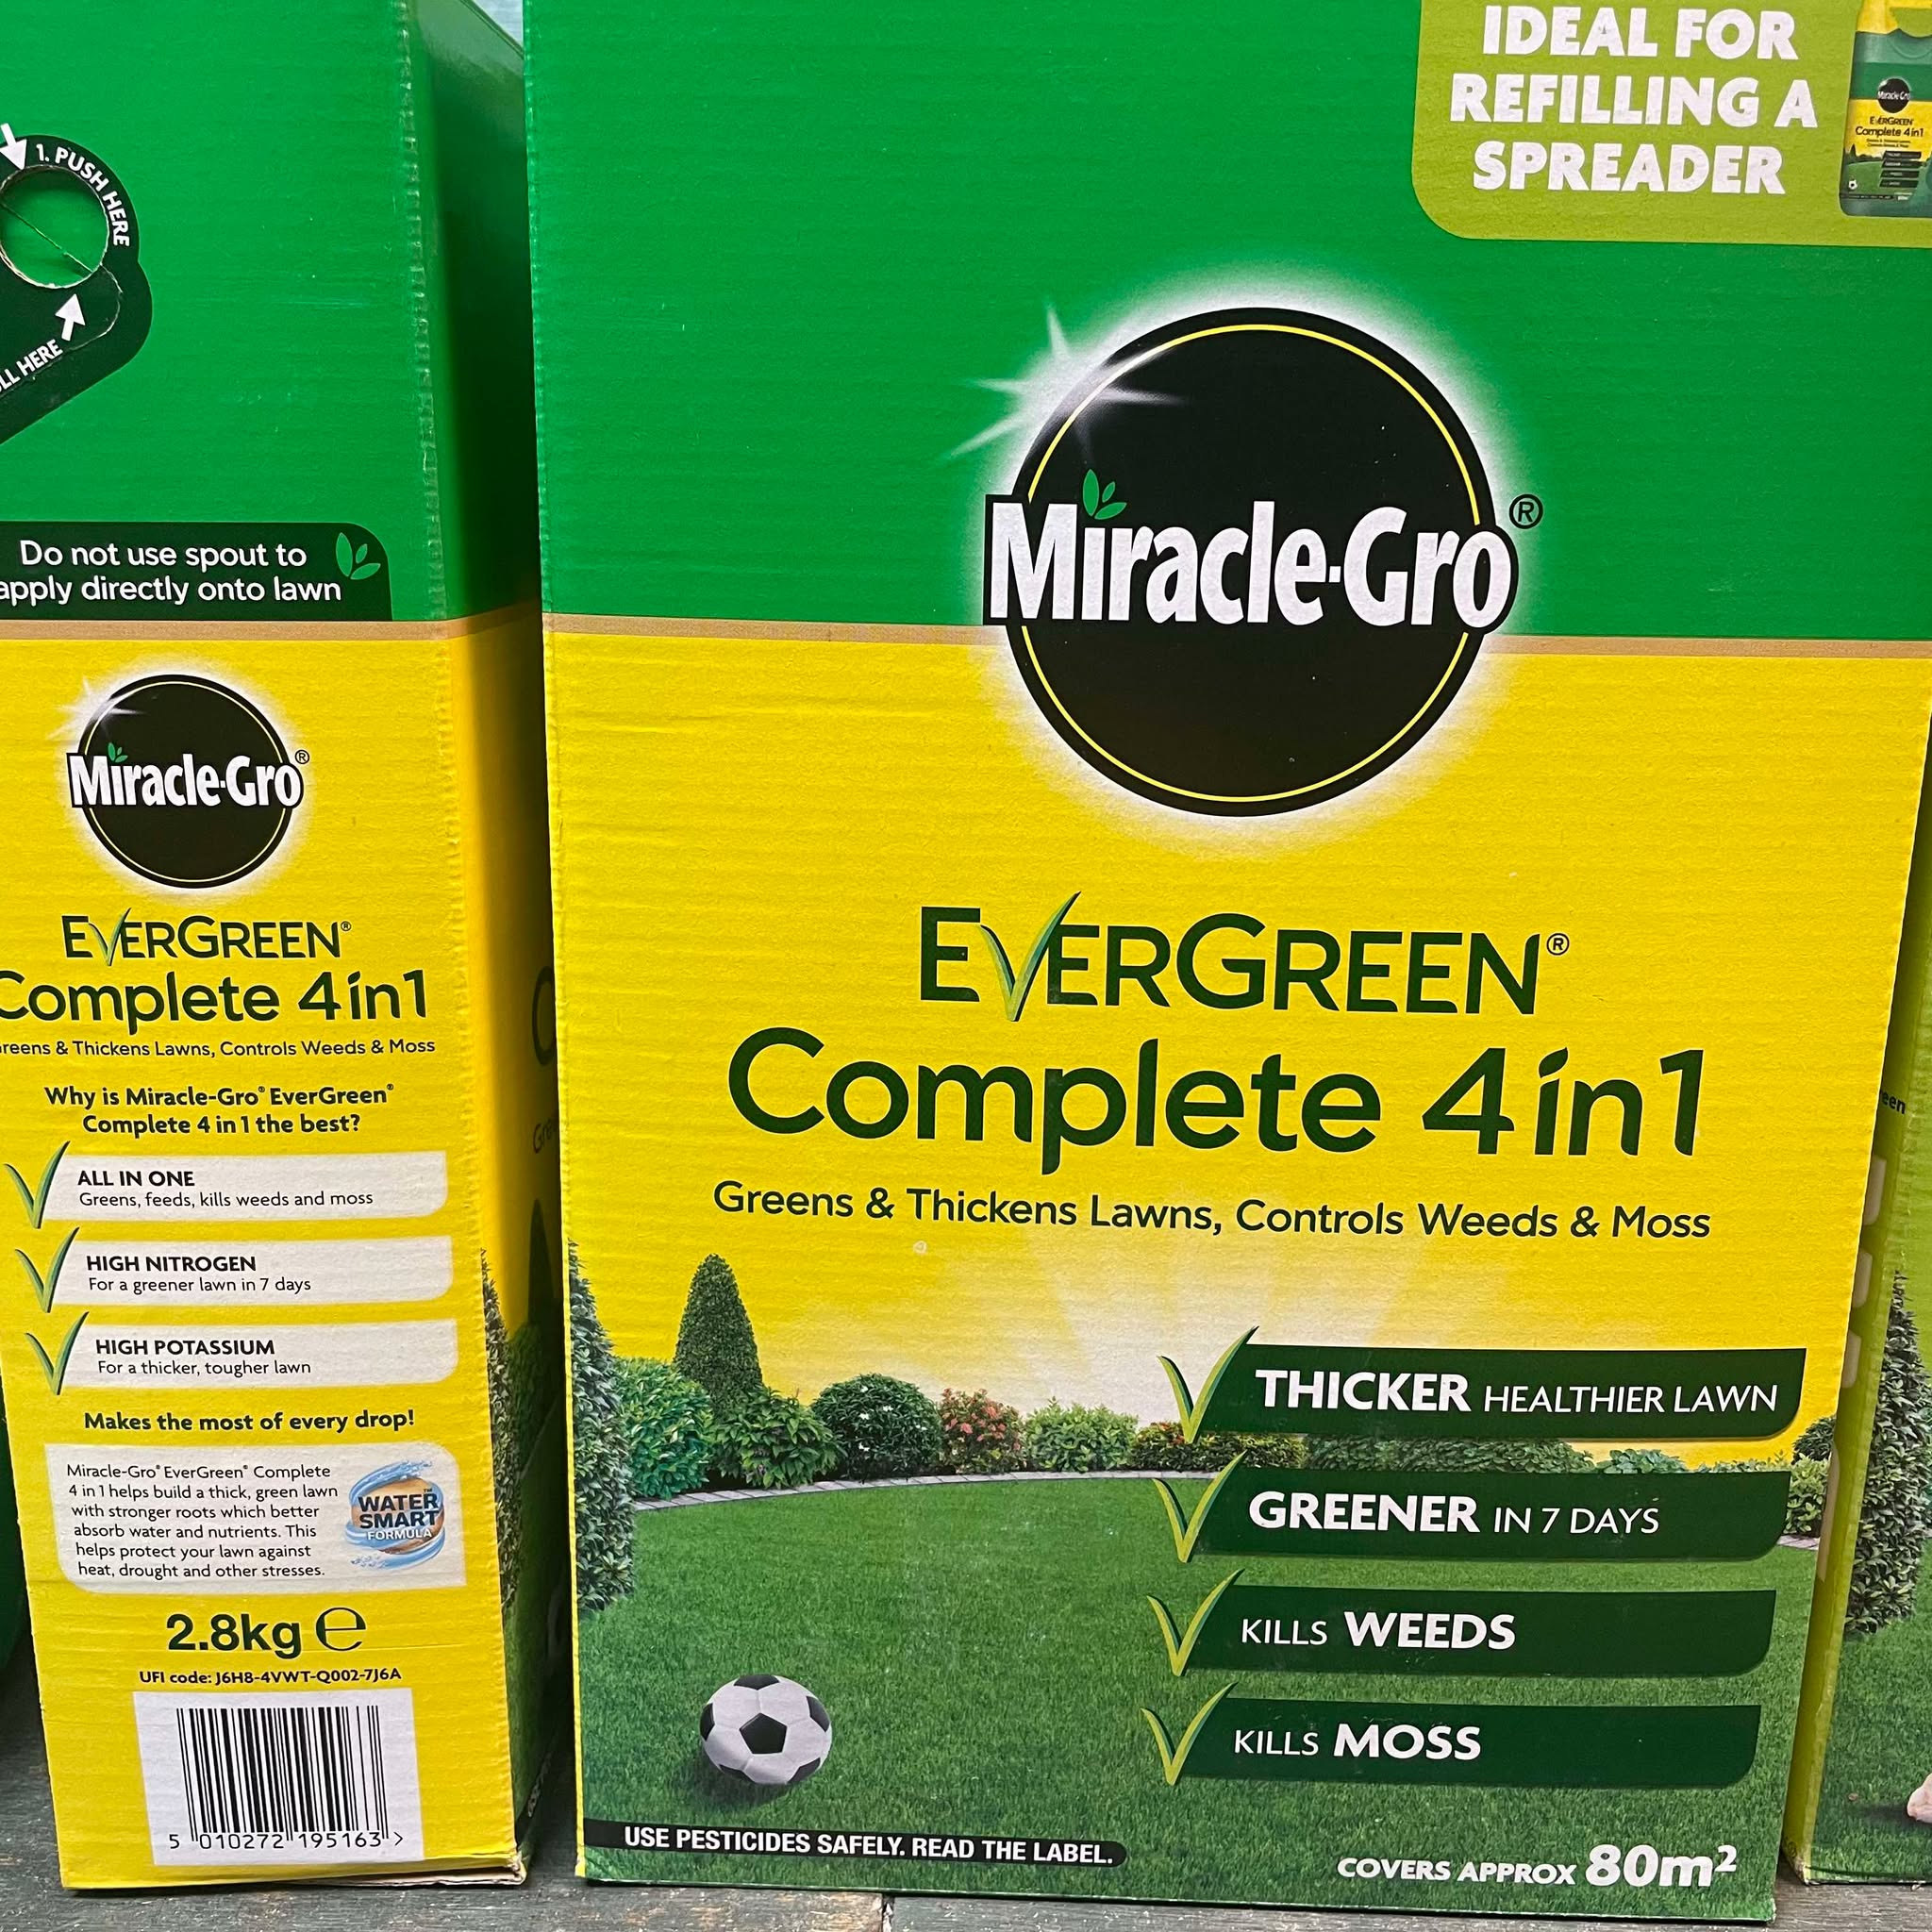 1. PUSH HERE
HERE
Do not use spout to
apply directly onto lawn
Miracle-Gro®
EVERGREEN®
Complete 4in1
Greens & Thickens Lawns, Controls Weeds & Moss
Why is Miracle-Gro® EverGreen®
Complete 4 in 1 the best?
ALL IN ONE
Greens, feeds, kills weeds and moss
HIGH NITROGEN
For a greener lawn in 7 days
HIGH POTASSIUM
For a thicker, tougher lawn
Makes the most of every drop!
Miracle-Gro® EverGreen® Complete
4 in 1 helps build a thick, green lawn
with stronger roots which better
absorb water and nutrients. This
helps protect your lawn against
heat, drought and other stresses.
WATER
SMART™
FORMULA
2.8kg ℮
UFI code: J6H8-4VWT-Q002-7J6A
5 010272 195163 >
IDEAL FOR
REFILLING A
SPREADER
Miracle-Gro
EVERGREEN
Complete 4in1
Miracle-Gro®
EVERGREEN®
Complete 4in1
Greens & Thickens Lawns, Controls Weeds & Moss
THICKER HEALTHIER LAWN
GREENER IN 7 DAYS
KILLS WEEDS
KILLS MOSS
USE PESTICIDES SAFELY. READ THE LABEL.
COVERS APPROX 80m²